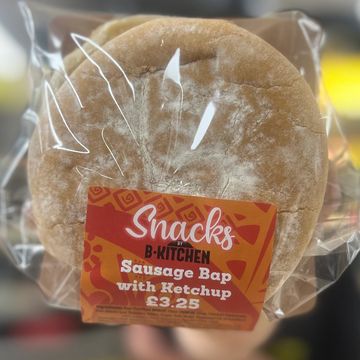 Snacks
BY
B-KITCHEN
Sausage Bap
with Ketchup
£3.25